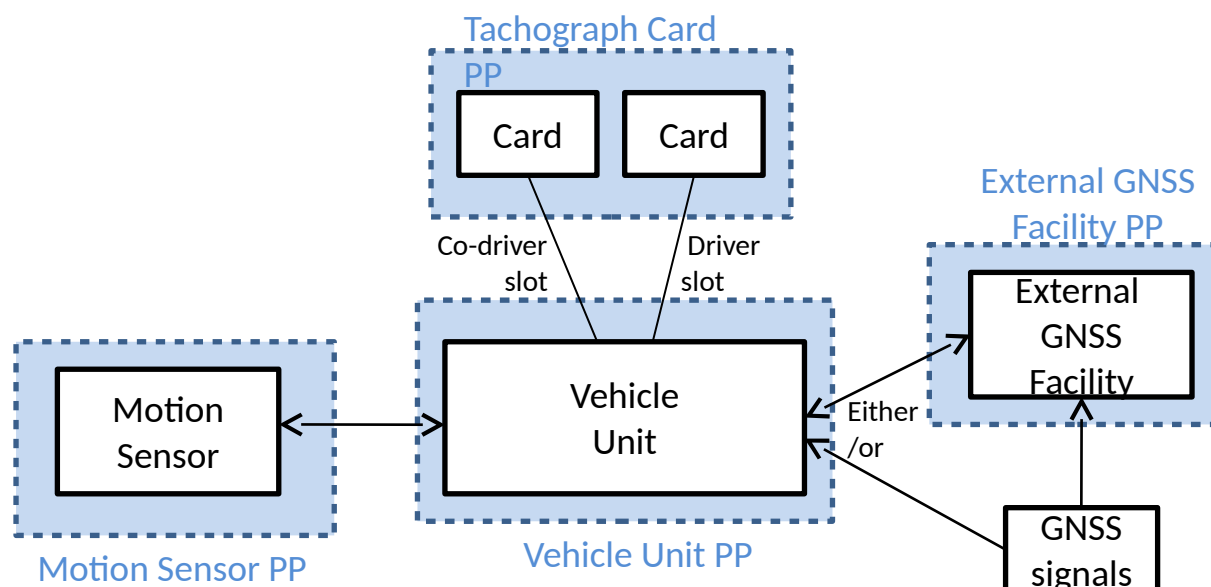 Tachograph Card
PP
Card
Card
External GNSS
Facility PP
Co-driver
slot
Driver
slot
External
GNSS
Facility
Motion
Sensor
Vehicle
Unit
Either
/or
GNSS
signals
Vehicle Unit PP
Motion Sensor PP